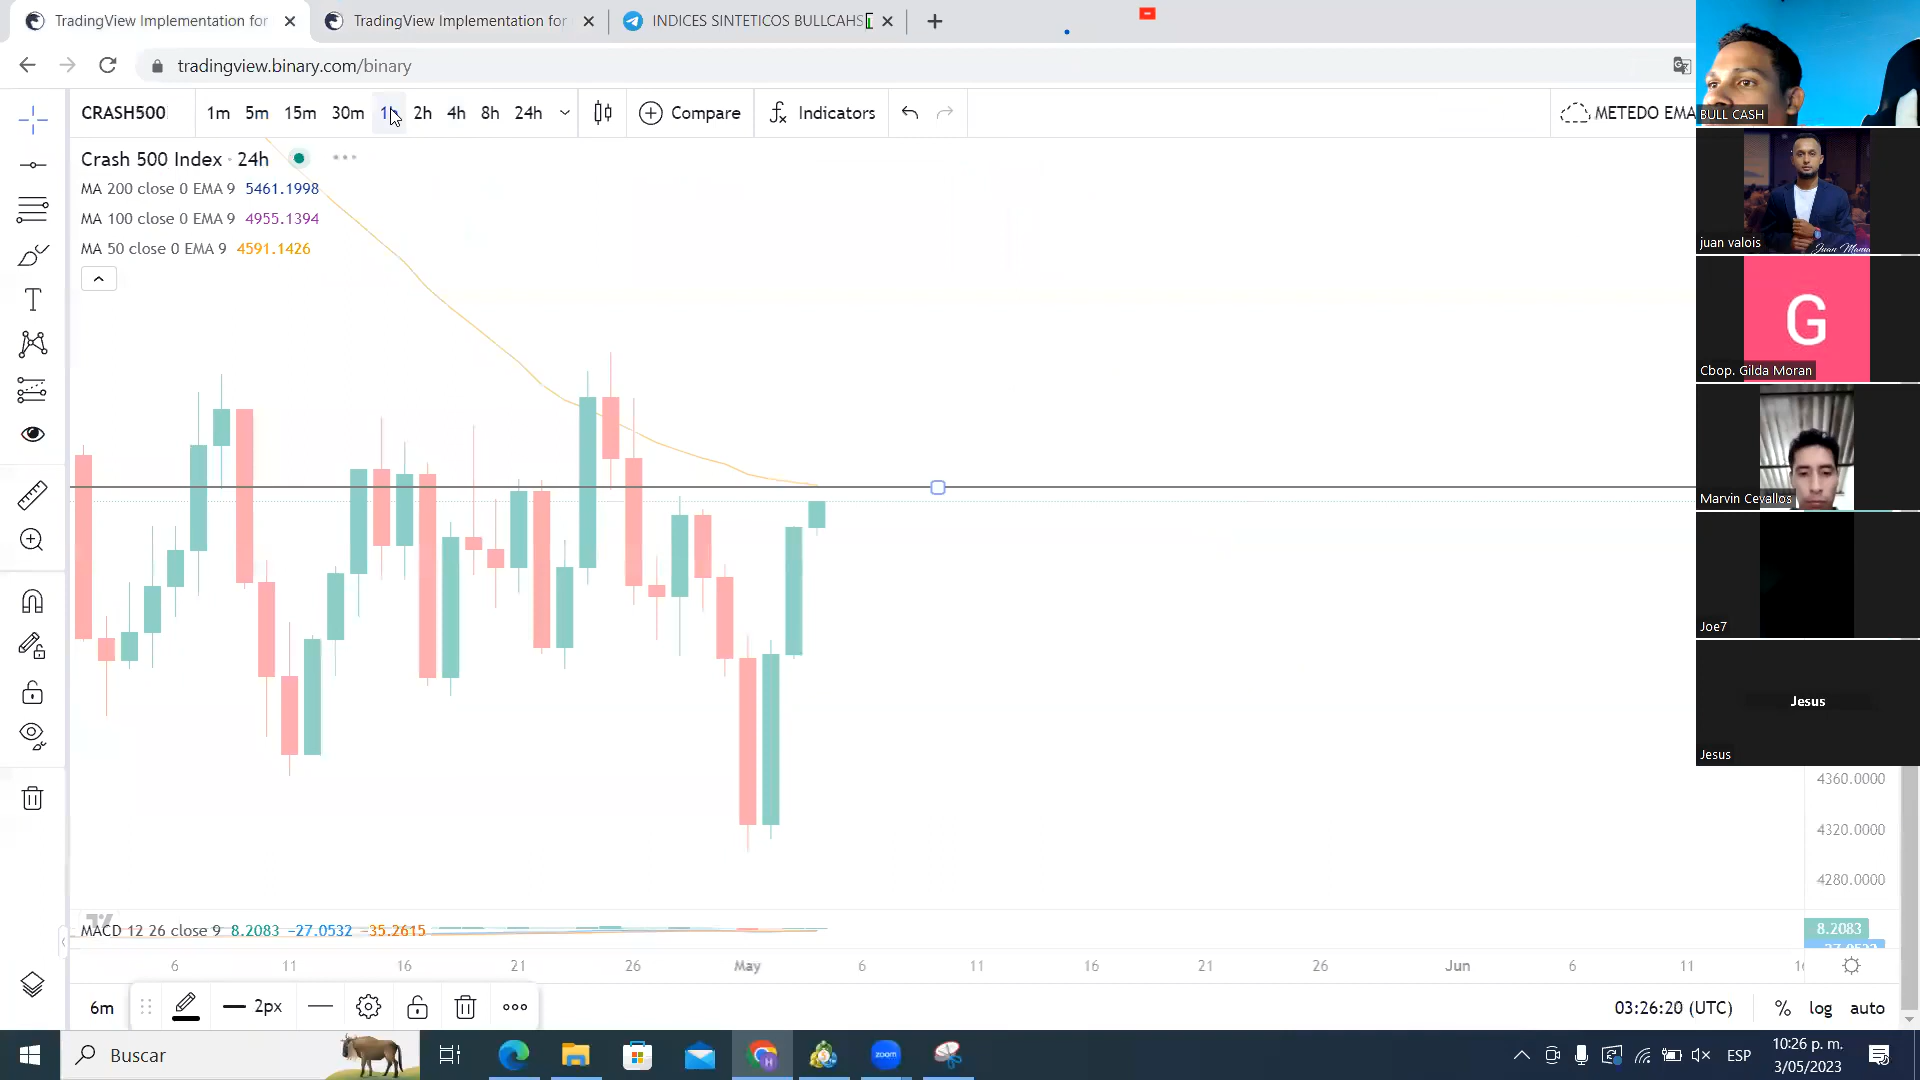 TradingView Implementation for
TradingView Implementation for
INDICES SINTETICOS BULLCAHS
tradingview.binary.com/binary
CRASH500
1m 5m 15m 30m 1h 2h 4h 8h 24h
Compare
Indicators
METEDO EMA
Crash 500 Index · 24h
MA 200 close 0 EMA 9 5461.1998
MA 100 close 0 EMA 9 4955.1394
MA 50 close 0 EMA 9 4591.1426
BULL CASH
juan valois
Juan Manu
G
Cbop. Gilda Moran
Marvin Cevallos
Joe7
Jesus
Jesus
4360.0000
4320.0000
4280.0000
MACD 12 26 close 9 8.2083 −27.0532 −35.2615
8.2083
−27.0532
6 11 16 21 26 May 6 11 16 21 26 Jun 6 11
6m
2px
03:26:20 (UTC)
% log auto
Buscar
zoom
ESP
10:26 p. m.
3/05/2023